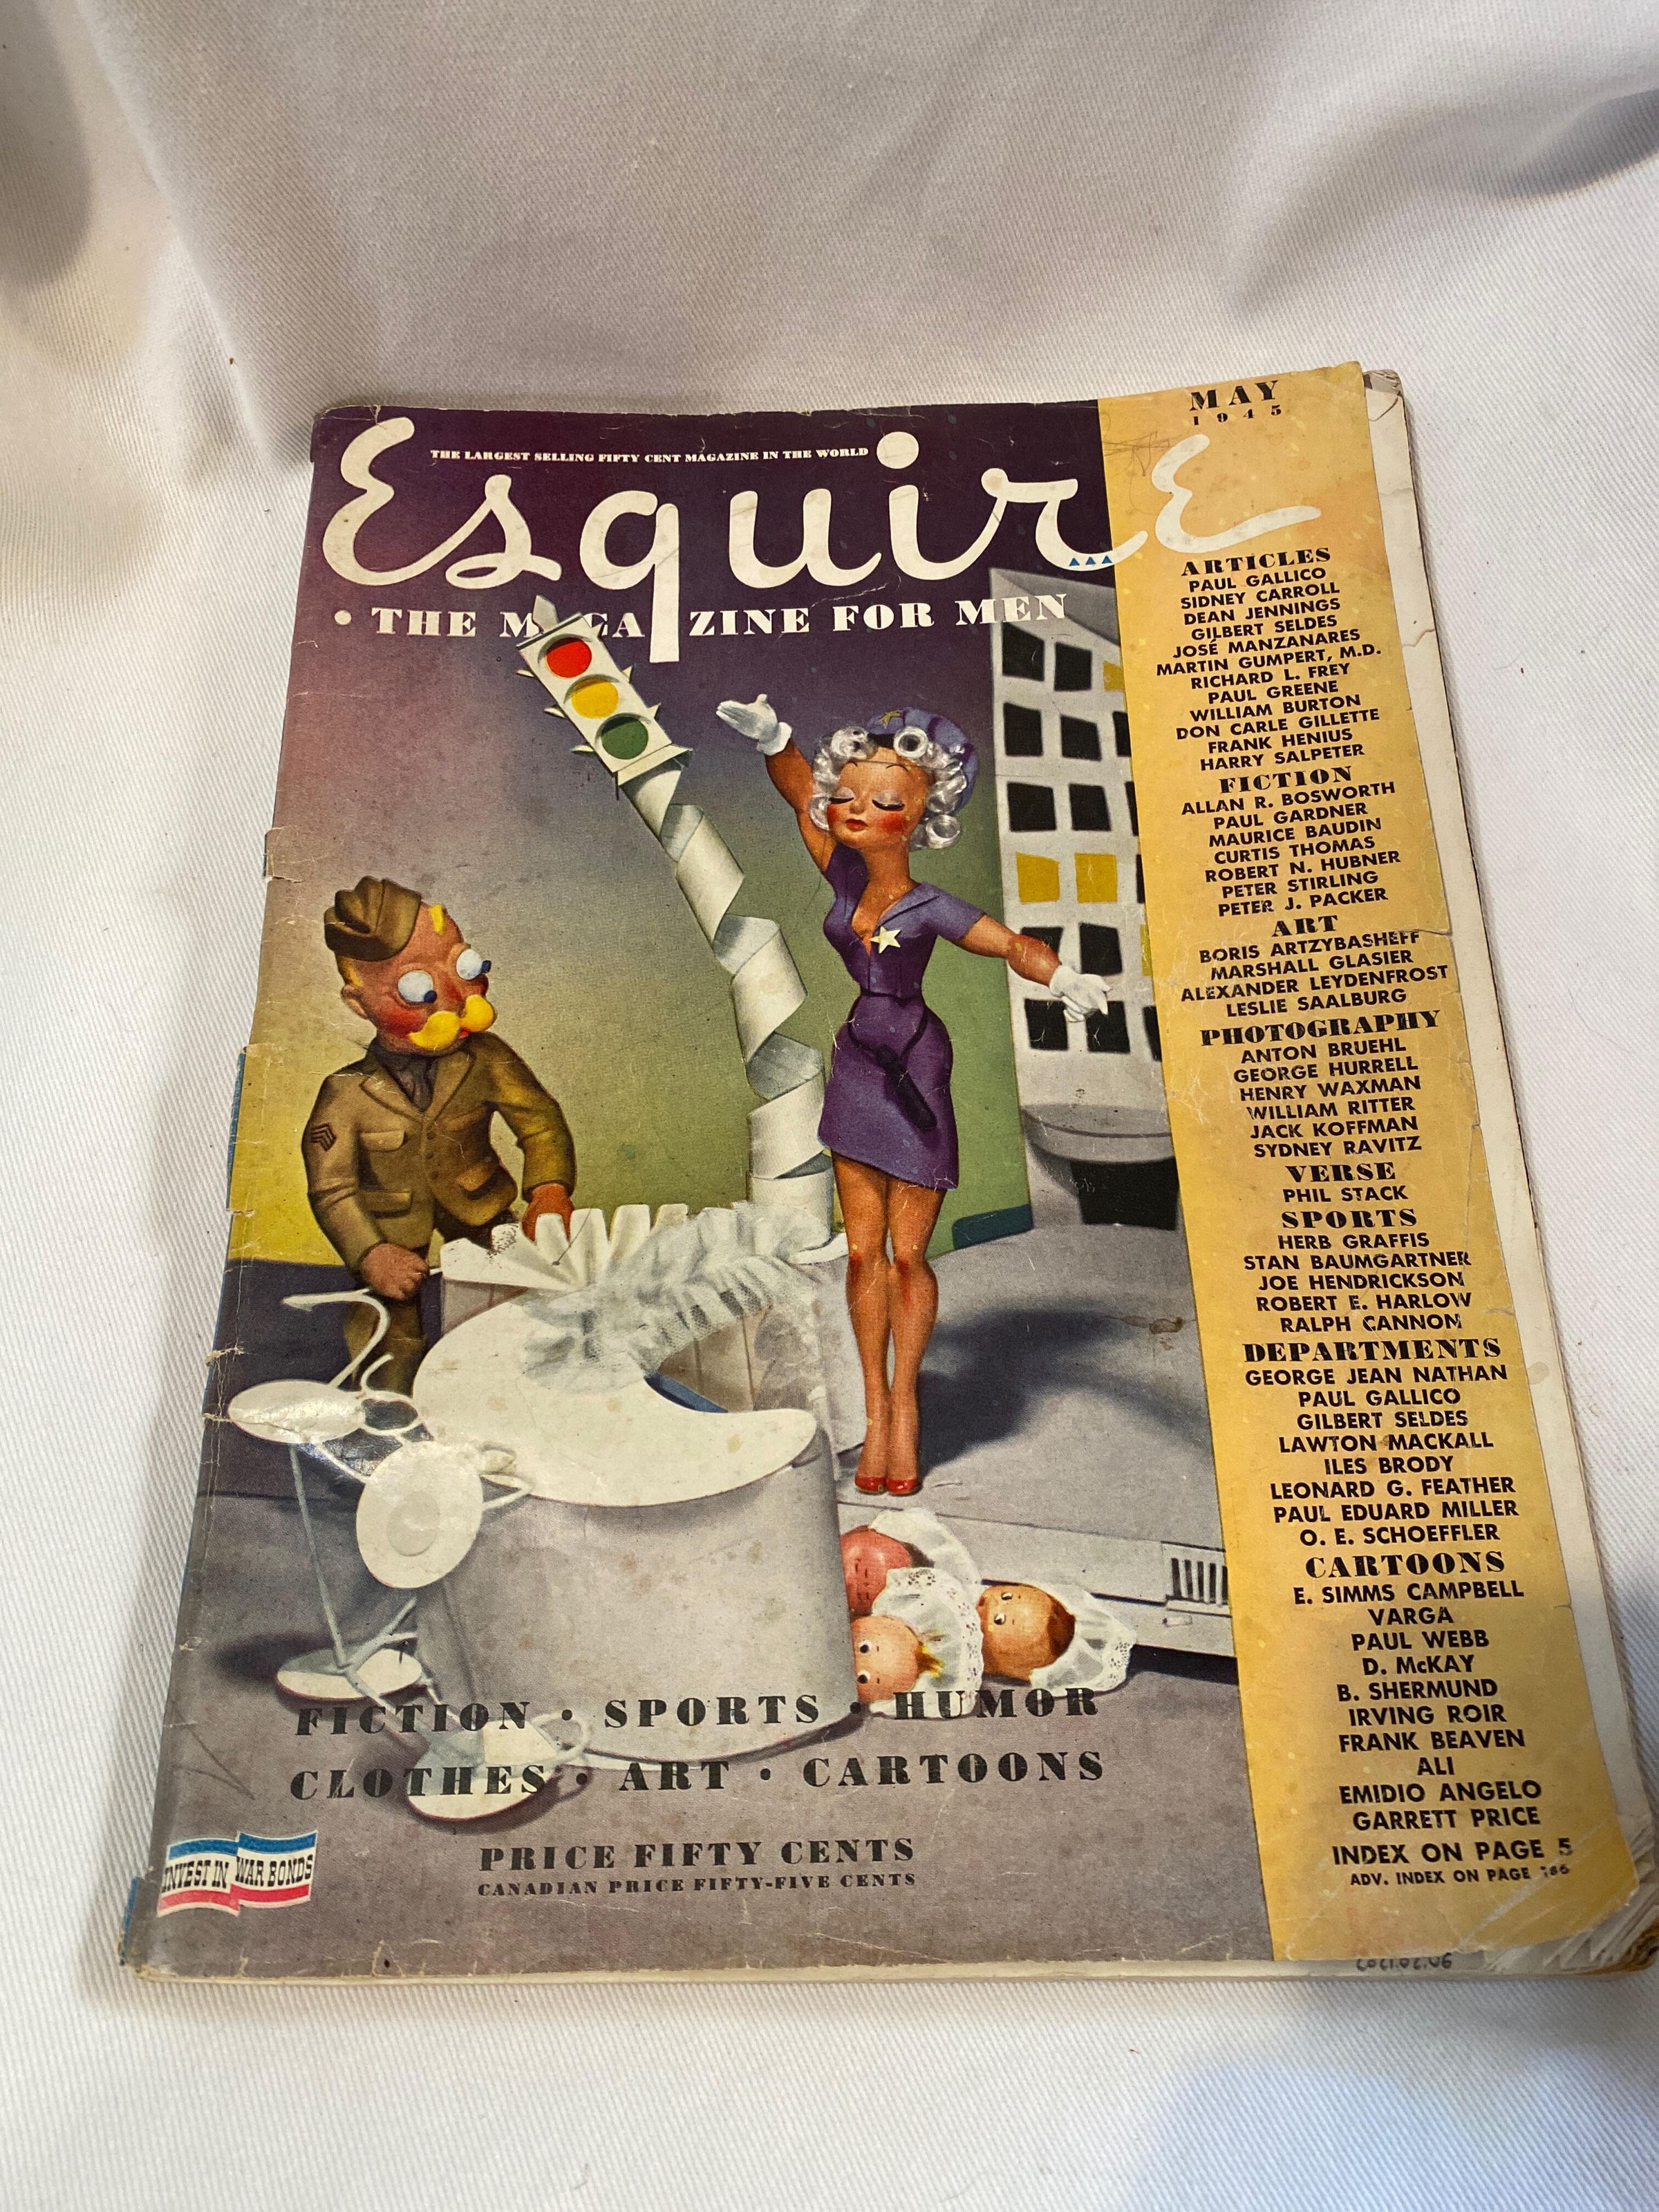 MAY
1945
THE LARGEST SELLING FIFTY CENT MAGAZINE IN THE WORLD
Esquire
• THE MAGAZINE FOR MEN
ARTICLES
PAUL GALLICO
SIDNEY CARROLL
DEAN JENNINGS
GILBERT SELDES
JOSÉ MANZANARES
MARTIN GUMPERT, M.D.
RICHARD L. FREY
PAUL GREENE
WILLIAM BURTON
DON CARLE GILLETTE
FRANK HENIUS
HARRY SALPETER
FICTION
ALLAN R. BOSWORTH
PAUL GARDNER
MAURICE BAUDIN
CURTIS THOMAS
ROBERT N. HUBNER
PETER STIRLING
PETER J. PACKER
ART
BORIS ARTZYBASHEFF
MARSHALL GLASIER
ALEXANDER LEYDENFROST
LESLIE SAALBURG
PHOTOGRAPHY
ANTON BRUEHL
GEORGE HURRELL
HENRY WAXMAN
WILLIAM RITTER
JACK KOFFMAN
SYDNEY RAVITZ
VERSE
PHIL STACK
SPORTS
HERB GRAFFIS
STAN BAUMGARTNER
JOE HENDRICKSON
ROBERT E. HARLOW
RALPH CANNON
DEPARTMENTS
GEORGE JEAN NATHAN
PAUL GALLICO
GILBERT SELDES
LAWTON MACKALL
ILES BRODY
LEONARD G. FEATHER
PAUL EDUARD MILLER
O. E. SCHOEFFLER
CARTOONS
E. SIMMS CAMPBELL
VARGA
PAUL WEBB
D. McKAY
B. SHERMUND
IRVING ROIR
FRANK BEAVEN
ALI
EMIDIO ANGELO
GARRETT PRICE
INDEX ON PAGE 5
ADV. INDEX ON PAGE 166
FICTION • SPORTS • HUMOR
CLOTHES • ART • CARTOONS
PRICE FIFTY CENTS
CANADIAN PRICE FIFTY-FIVE CENTS
INVEST IN WAR BONDS